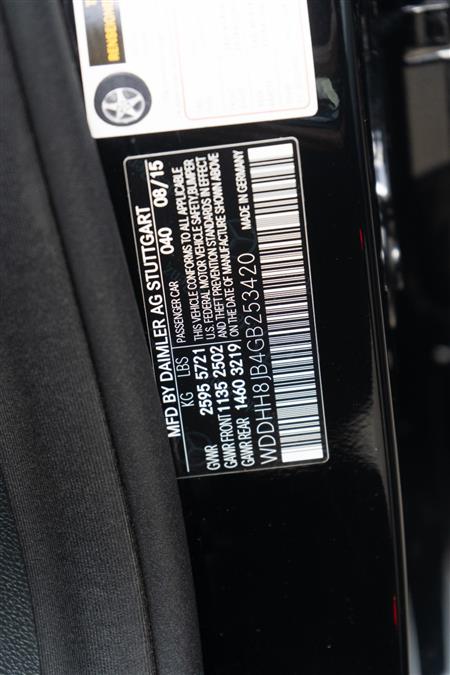 RENSEIGNE
MFD BY DAIMLER AG STUTTGART
PASSENGER CAR 040 08/15
KG LBS
GVWR 2595 5721
GAWR FRONT 1135 2502
GAWR REAR 1460 3219
THIS VEHICLE CONFORMS TO ALL APPLICABLE
U.S. FEDERAL MOTOR VEHICLE SAFETY, BUMPER
AND THEFT PREVENTION STANDARDS IN EFFECT
ON THE DATE OF MANUFACTURE SHOWN ABOVE
WDDHH8JB4GB253420 MADE IN GERMANY